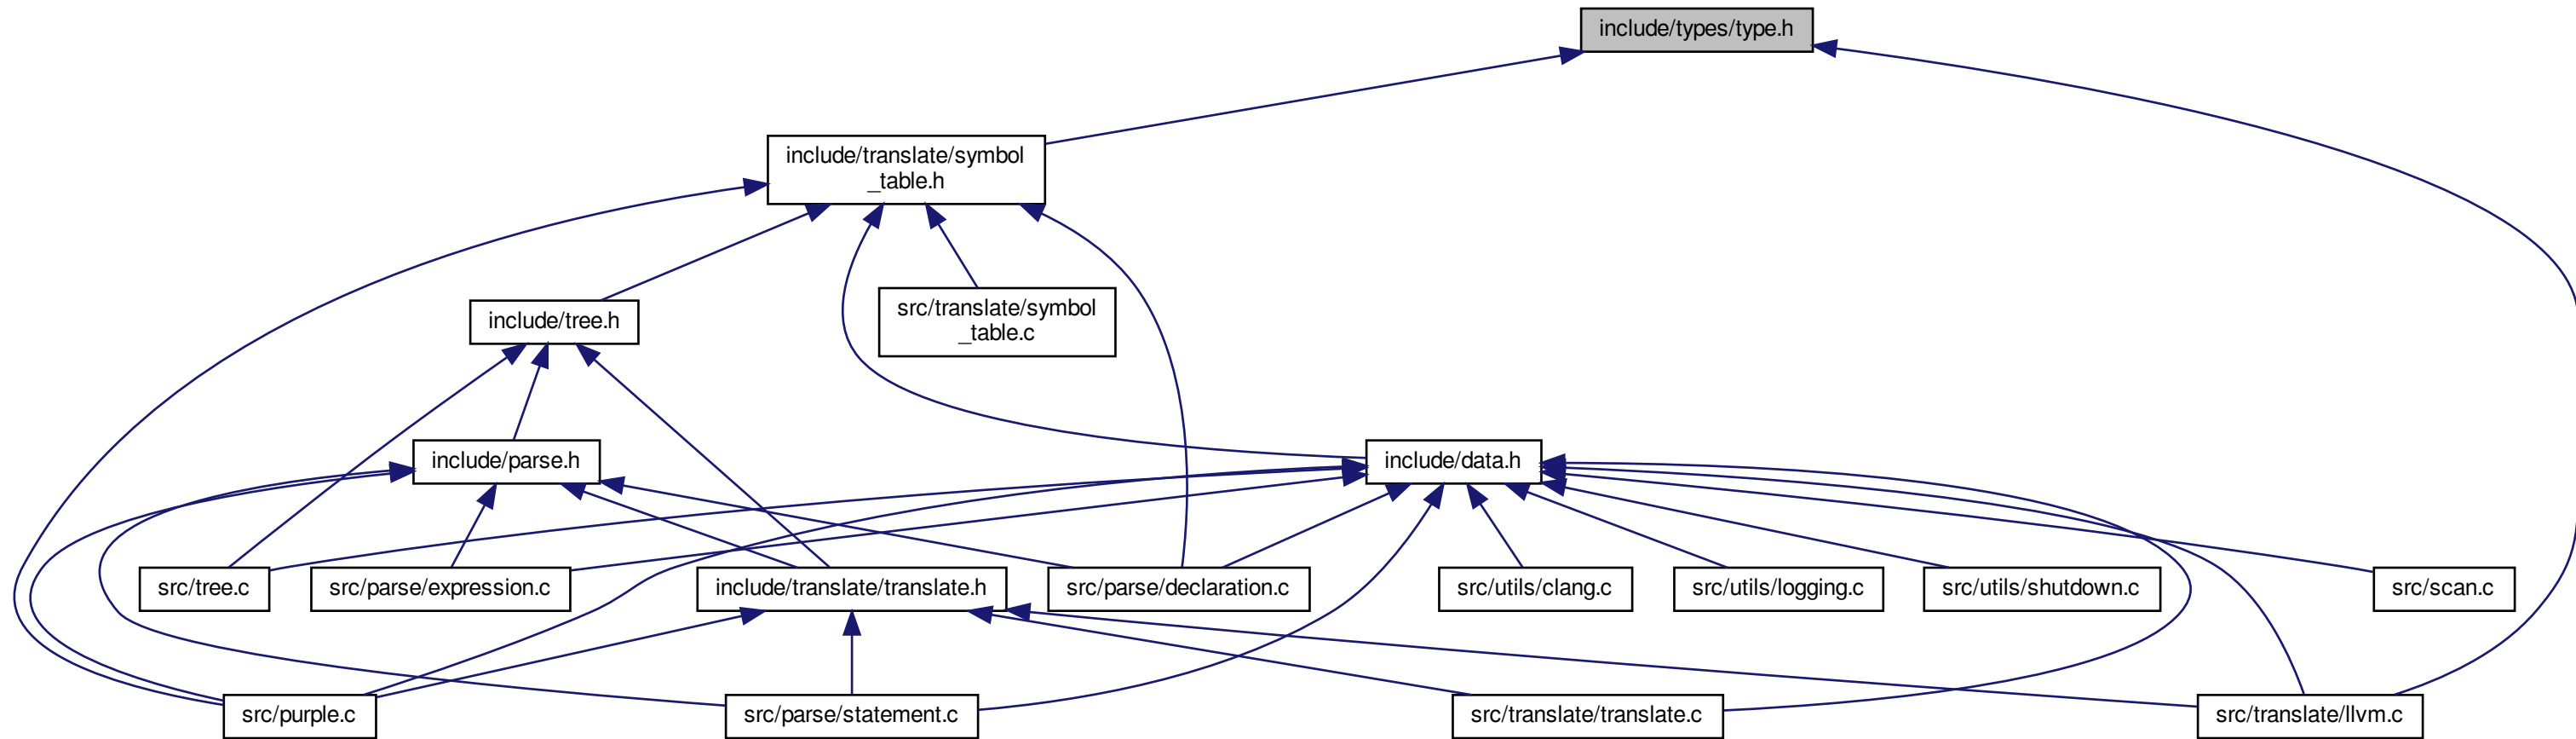 include/types/type.h
include/translate/symbol
_table.h
include/tree.h
src/translate/symbol
_table.c
include/parse.h
include/data.h
src/tree.c
src/parse/expression.c
include/translate/translate.h
src/parse/declaration.c
src/utils/clang.c
src/utils/logging.c
src/utils/shutdown.c
src/scan.c
src/purple.c
src/parse/statement.c
src/translate/translate.c
src/translate/llvm.c